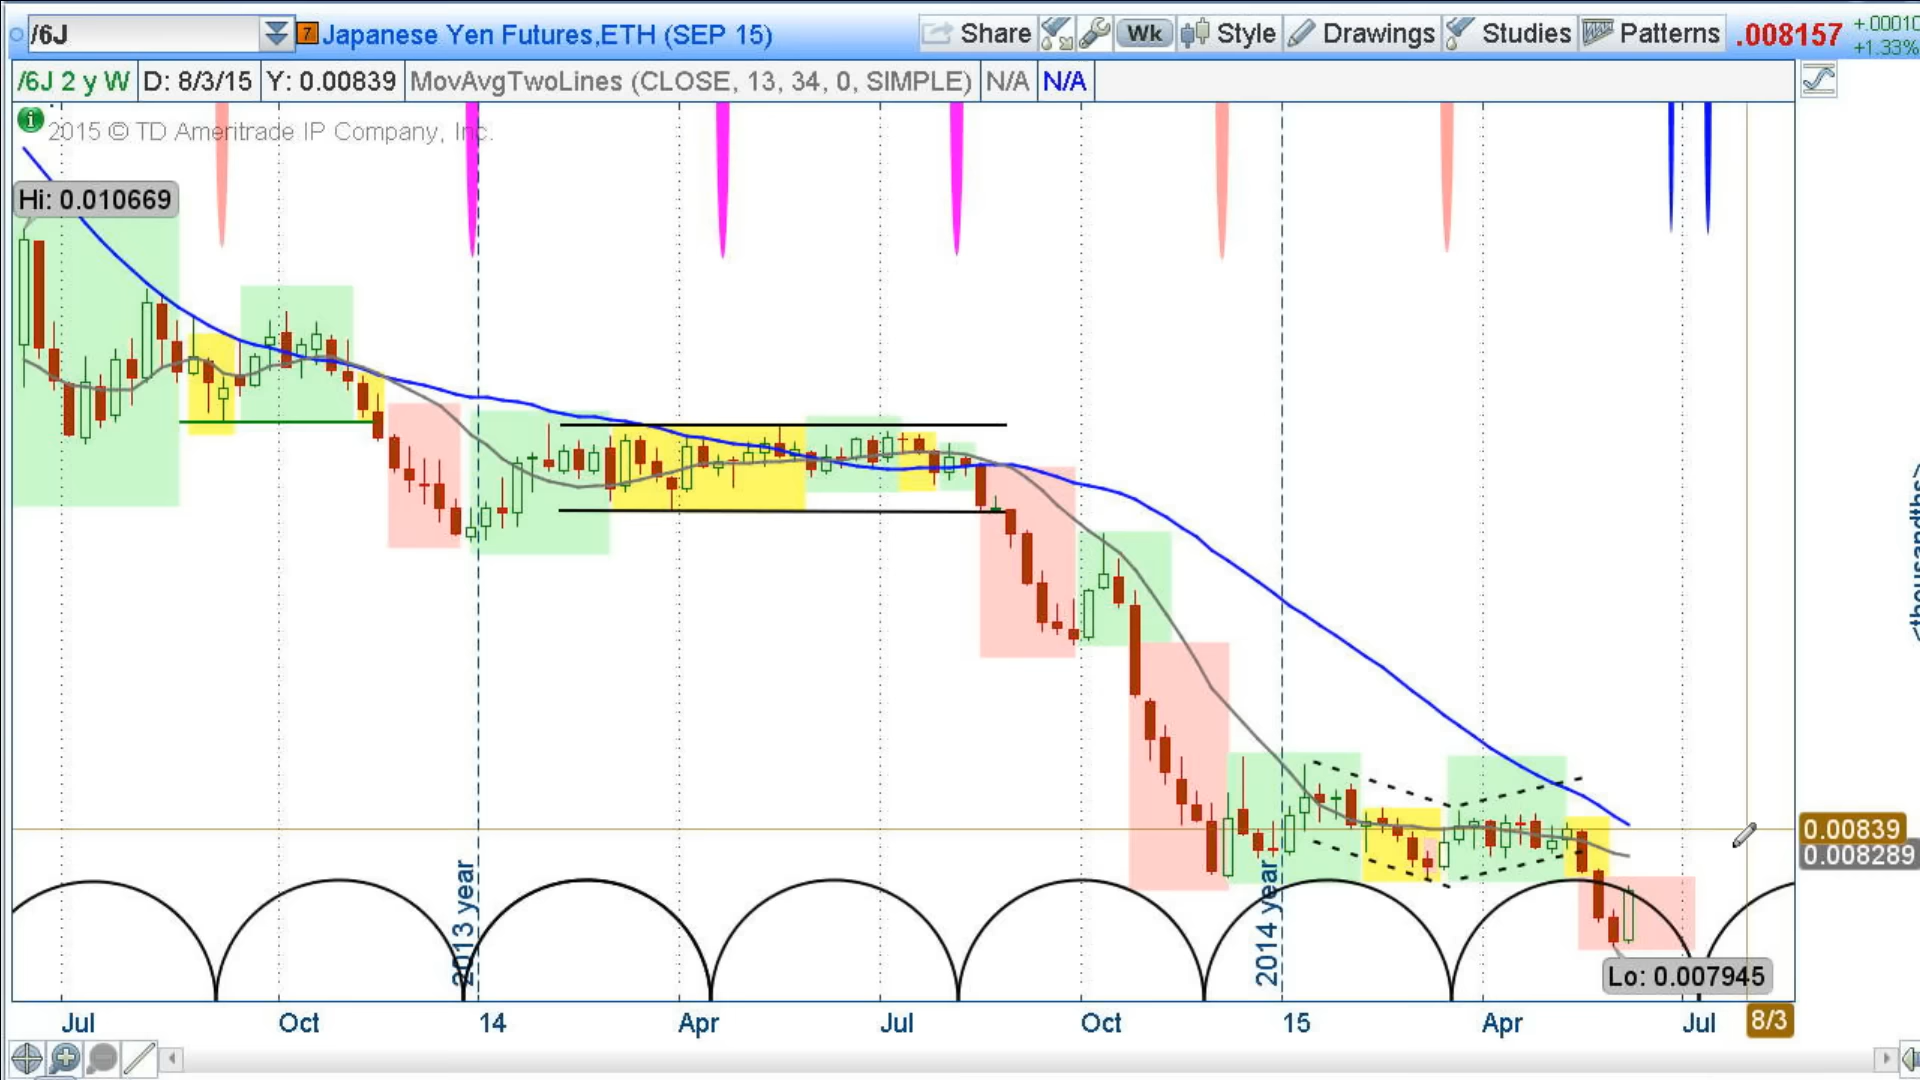 /6J
7 Japanese Yen Futures,ETH (SEP 15)
Share Wk Style Drawings Studies Patterns .008157
+1.33%
/6J 2 y W D: 8/3/15 Y: 0.00839 MovAvgTwoLines (CLOSE, 13, 34, 0, SIMPLE) N/A N/A
2015 © TD Ameritrade IP Company, Inc.
Hi: 0.010669
<thousandths>
0.00839
0.008289
2013 year
2014 year
Lo: 0.007945
Jul Oct 14 Apr Jul Oct 15 Apr Jul 8/3